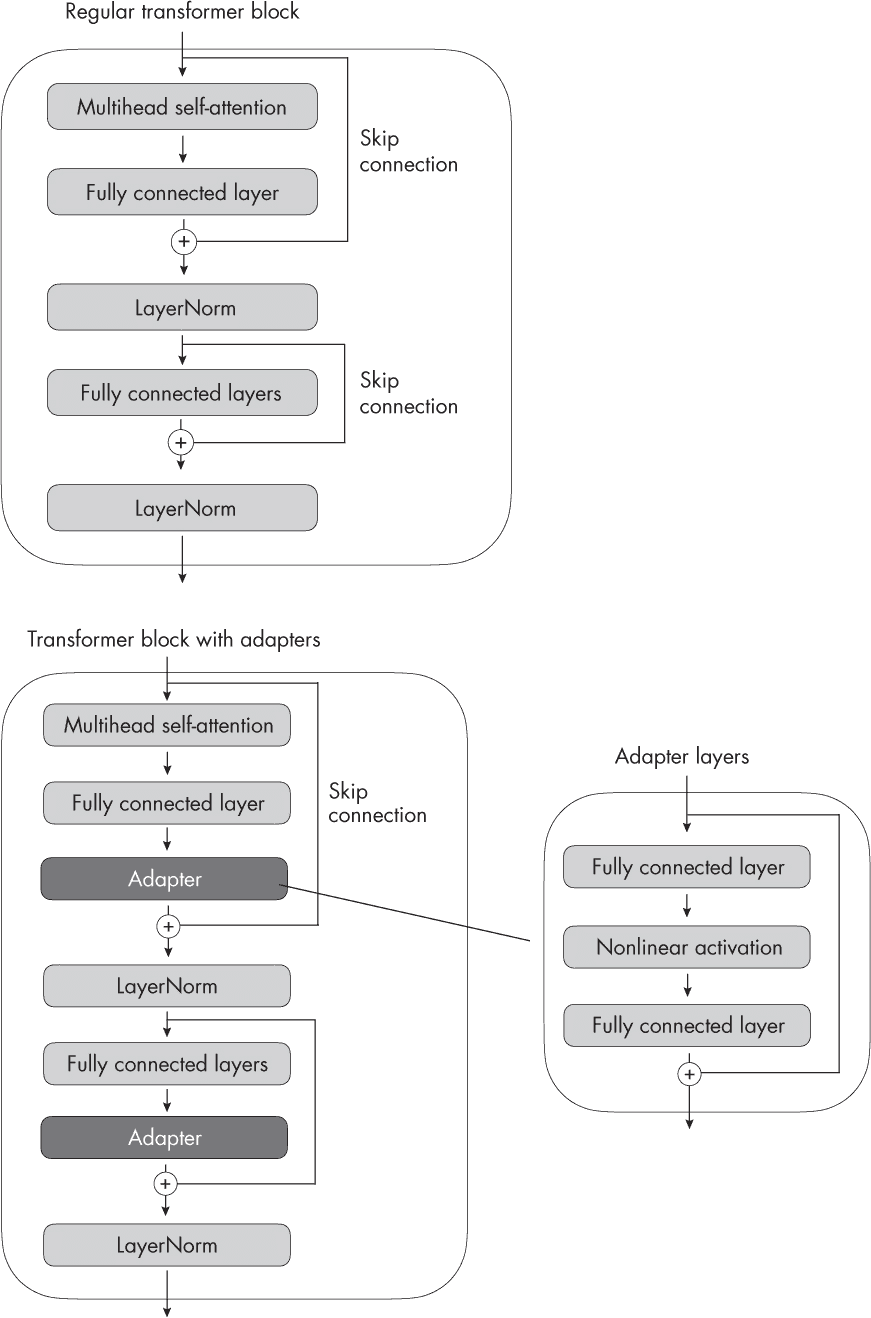 Regular transformer block
Multihead self-attention
Skip
connection
Fully connected layer
+
LayerNorm
Fully connected layers
Skip
connection
+
LayerNorm
Transformer block with adapters
Multihead self-attention
Fully connected layer
Skip
connection
Adapter
+
LayerNorm
Fully connected layers
Adapter
+
LayerNorm
Adapter layers
Fully connected layer
Nonlinear activation
Fully connected layer
+